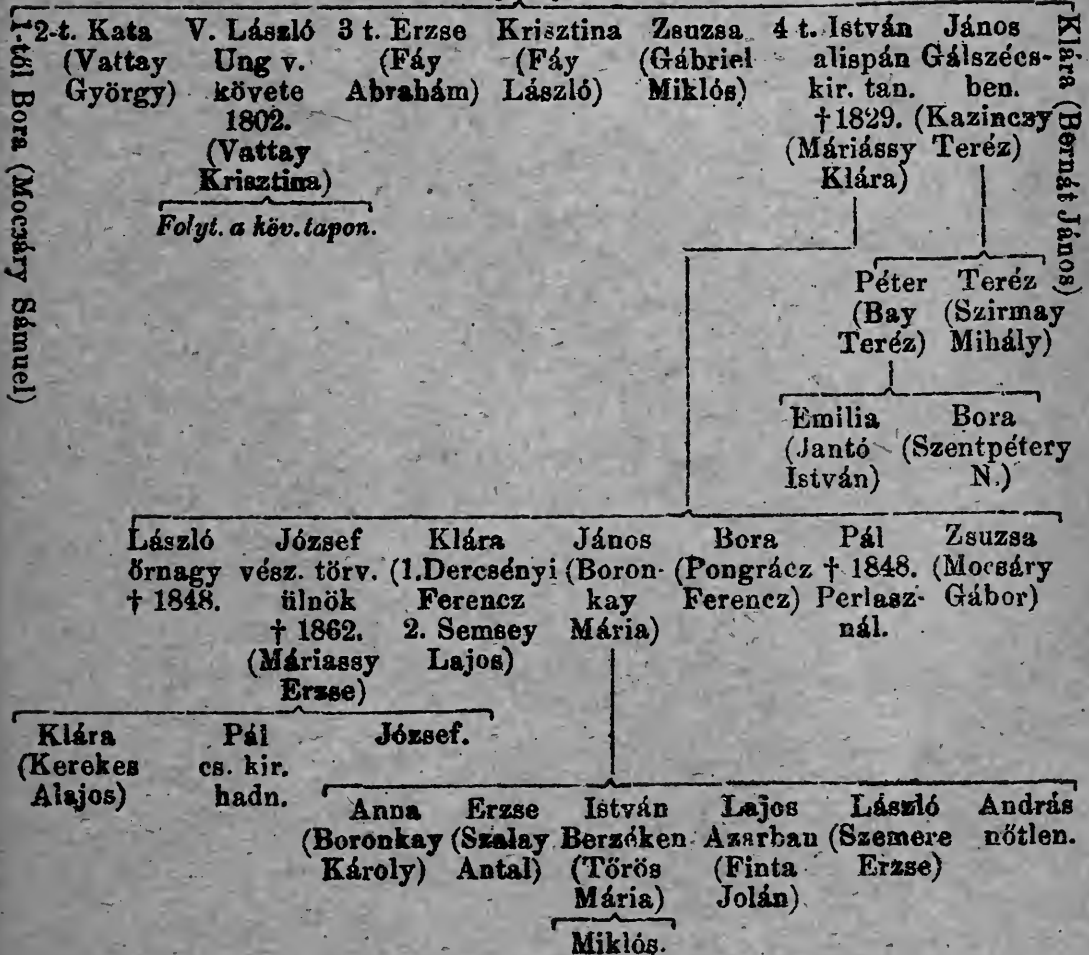 1-től Bora (Mocsáry Sámuel)
2-t. Kata V. László 3 t. Erzse Krisztina Zsuzsa 4 t. István János
(Vattay Ung v. (Fáy (Fáy (Gábriel alispán Gálszécs-
György) követe Abrahám) László) Miklós) kir. tan. ben.
1802. † 1829. (Kazinczy
(Vattay (Máriássy Teréz)
Krisztina) Klára)
Klára (Bernát János)
Folyt. a köv. tapon.
Péter Teréz
(Bay (Szirmay
Teréz) Mihály)
Emilia Bora
(Jantó (Szentpétery
István) N.)
László József Klára János Bora Pál Zsuzsa
őrnagy vész. törv. (1. Dercsényi (Boron- (Pongrácz † 1848. (Mocsáry
† 1848. ülnök Ferencz kay Ferencz) Perlasz- Gábor)
† 1862. 2. Semsey Mária) nál.
(Máriassy Lajos)
Erzse)
Klára Pál József.
(Kerekes cs. kir.
Alajos) hadn.
Anna Erzse István Lajos László András
(Boronkay (Szalay Berzéken Azarban (Szemere nőtlen.
Károly) Antal) (Tőrös (Finta Erzse)
Mária) Jolán).
Miklós.